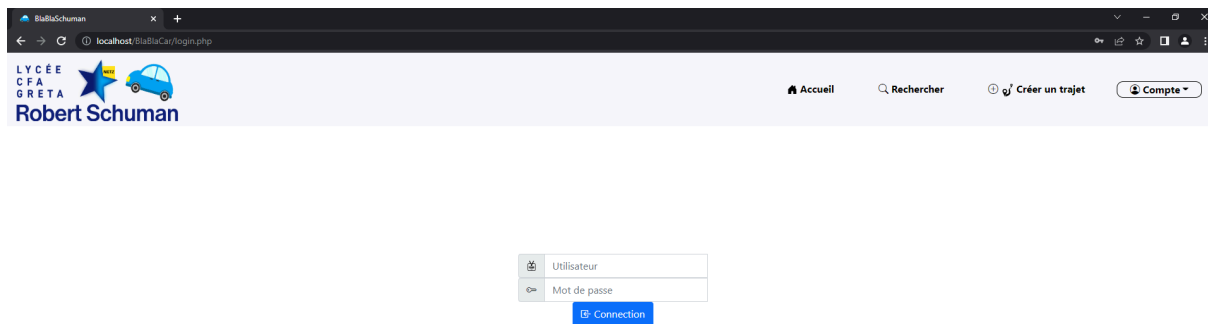 BlaBlaSchuman
localhost/BlaBlaCar/login.php
LYCÉE
CFA
GRETA
METZ
Robert Schuman
Accueil
Rechercher
Créer un trajet
Compte
Utilisateur
Mot de passe
Connection